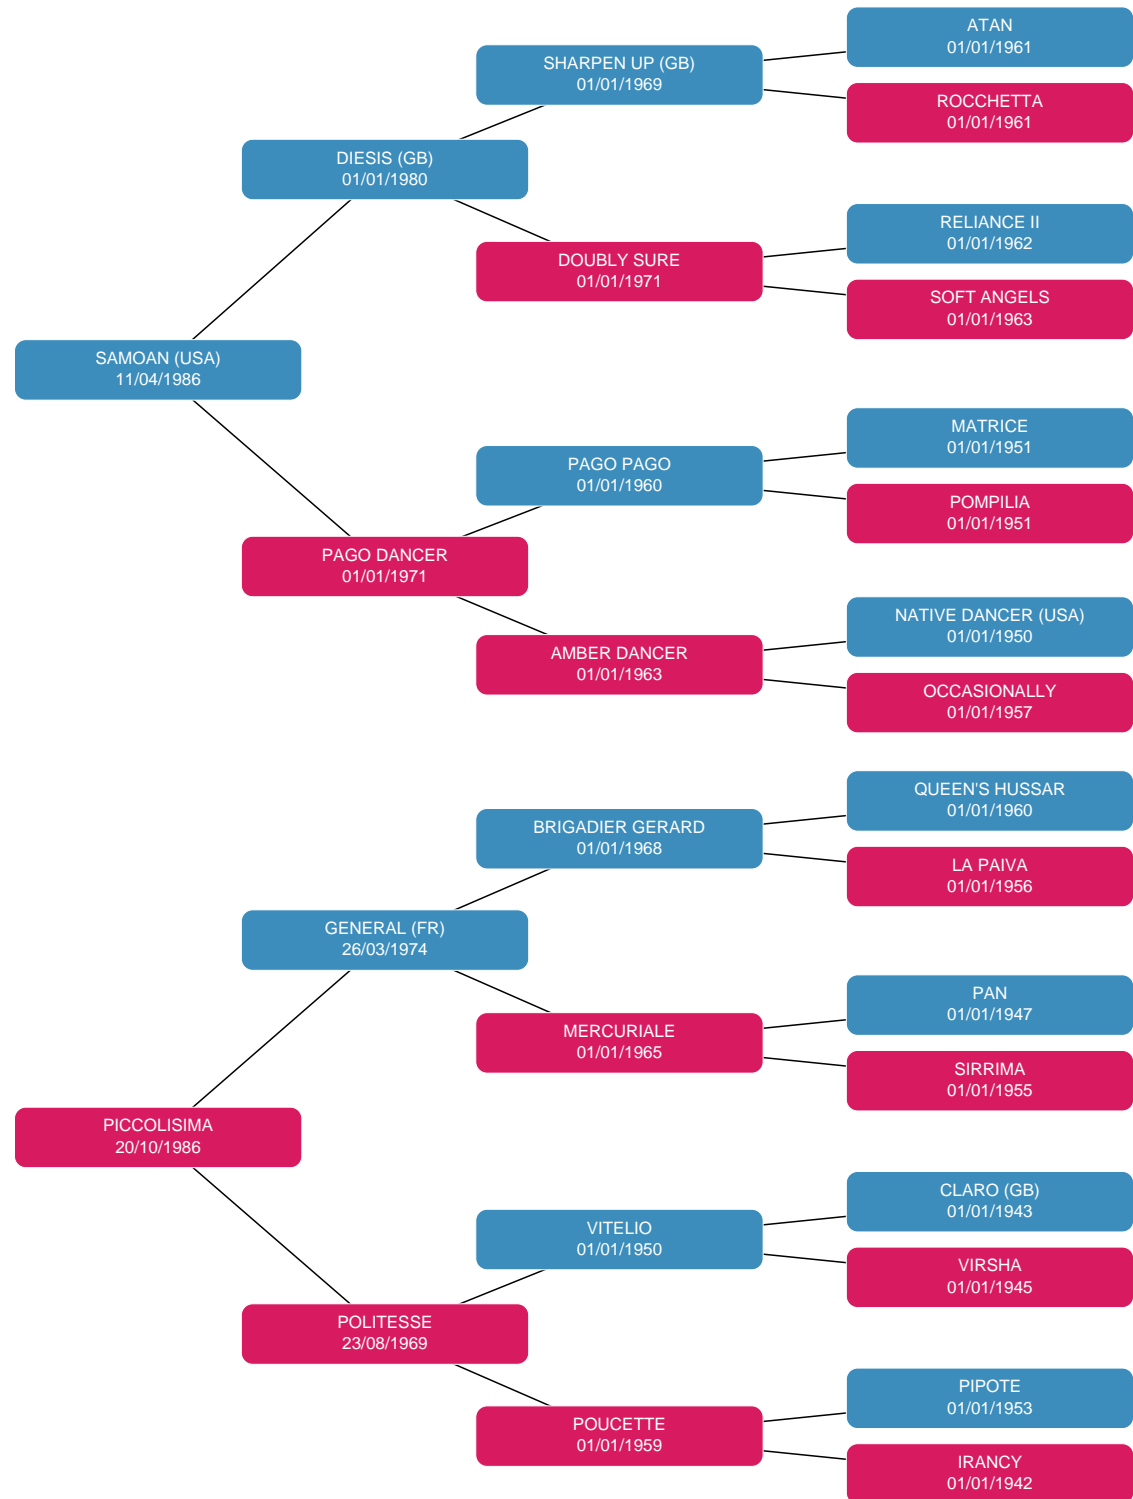 ATAN
01/01/1961
SHARPEN UP (GB)
01/01/1969
ROCCHETTA
01/01/1961
DIESIS (GB)
01/01/1980
RELIANCE II
01/01/1962
DOUBLY SURE
01/01/1971
SOFT ANGELS
01/01/1963
SAMOAN (USA)
11/04/1986
MATRICE
01/01/1951
PAGO PAGO
01/01/1960
POMPILIA
01/01/1951
PAGO DANCER
01/01/1971
NATIVE DANCER (USA)
01/01/1950
AMBER DANCER
01/01/1963
OCCASIONALLY
01/01/1957
QUEEN'S HUSSAR
01/01/1960
BRIGADIER GERARD
01/01/1968
LA PAIVA
01/01/1956
GENERAL (FR)
26/03/1974
PAN
01/01/1947
MERCURIALE
01/01/1965
SIRRIMA
01/01/1955
PICCOLISIMA
20/10/1986
CLARO (GB)
01/01/1943
VITELIO
01/01/1950
VIRSHA
01/01/1945
POLITESSE
23/08/1969
PIPOTE
01/01/1953
POUCETTE
01/01/1959
IRANCY
01/01/1942